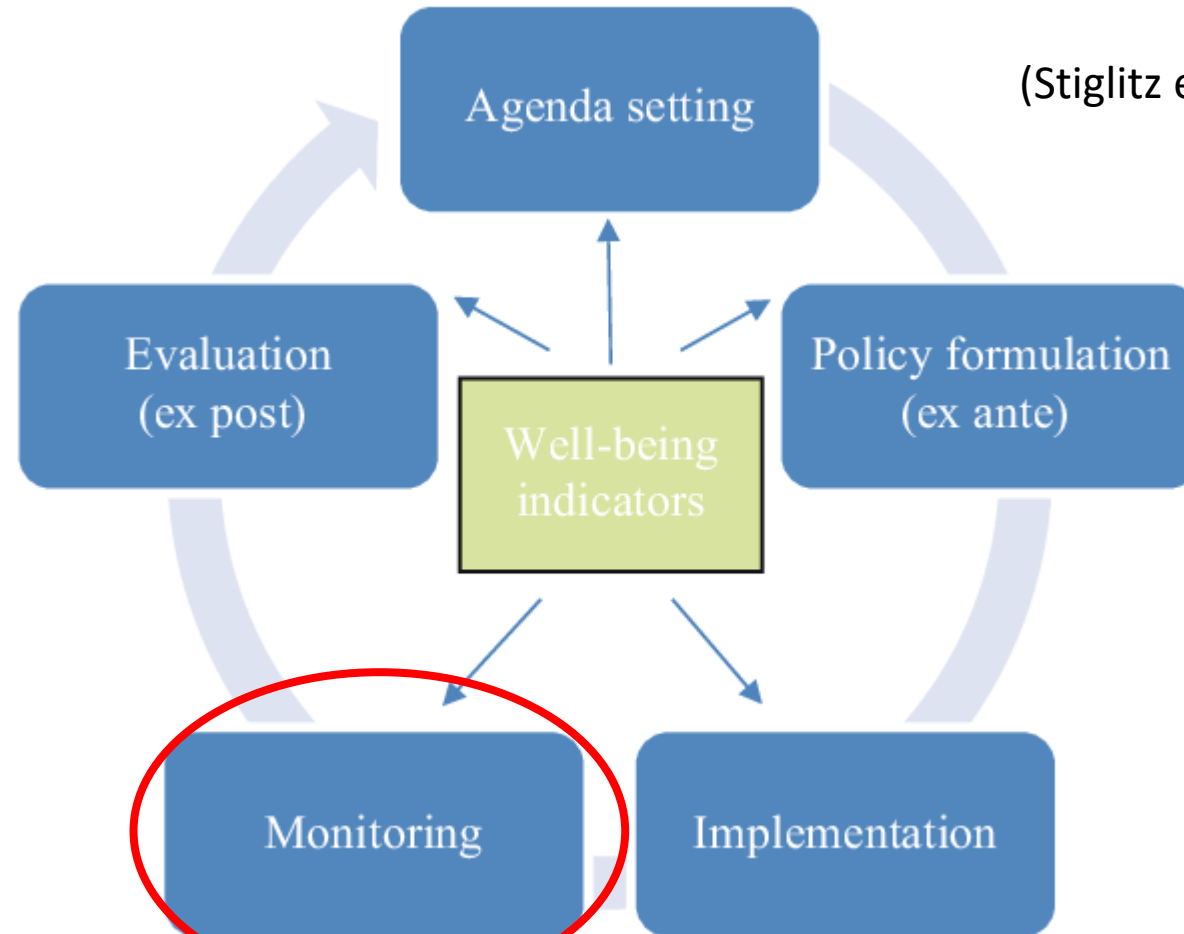 (Stiglitz e
Agenda setting
Evaluation
(ex post)
Policy formulation
(ex ante)
Well-being
indicators
Monitoring
Implementation